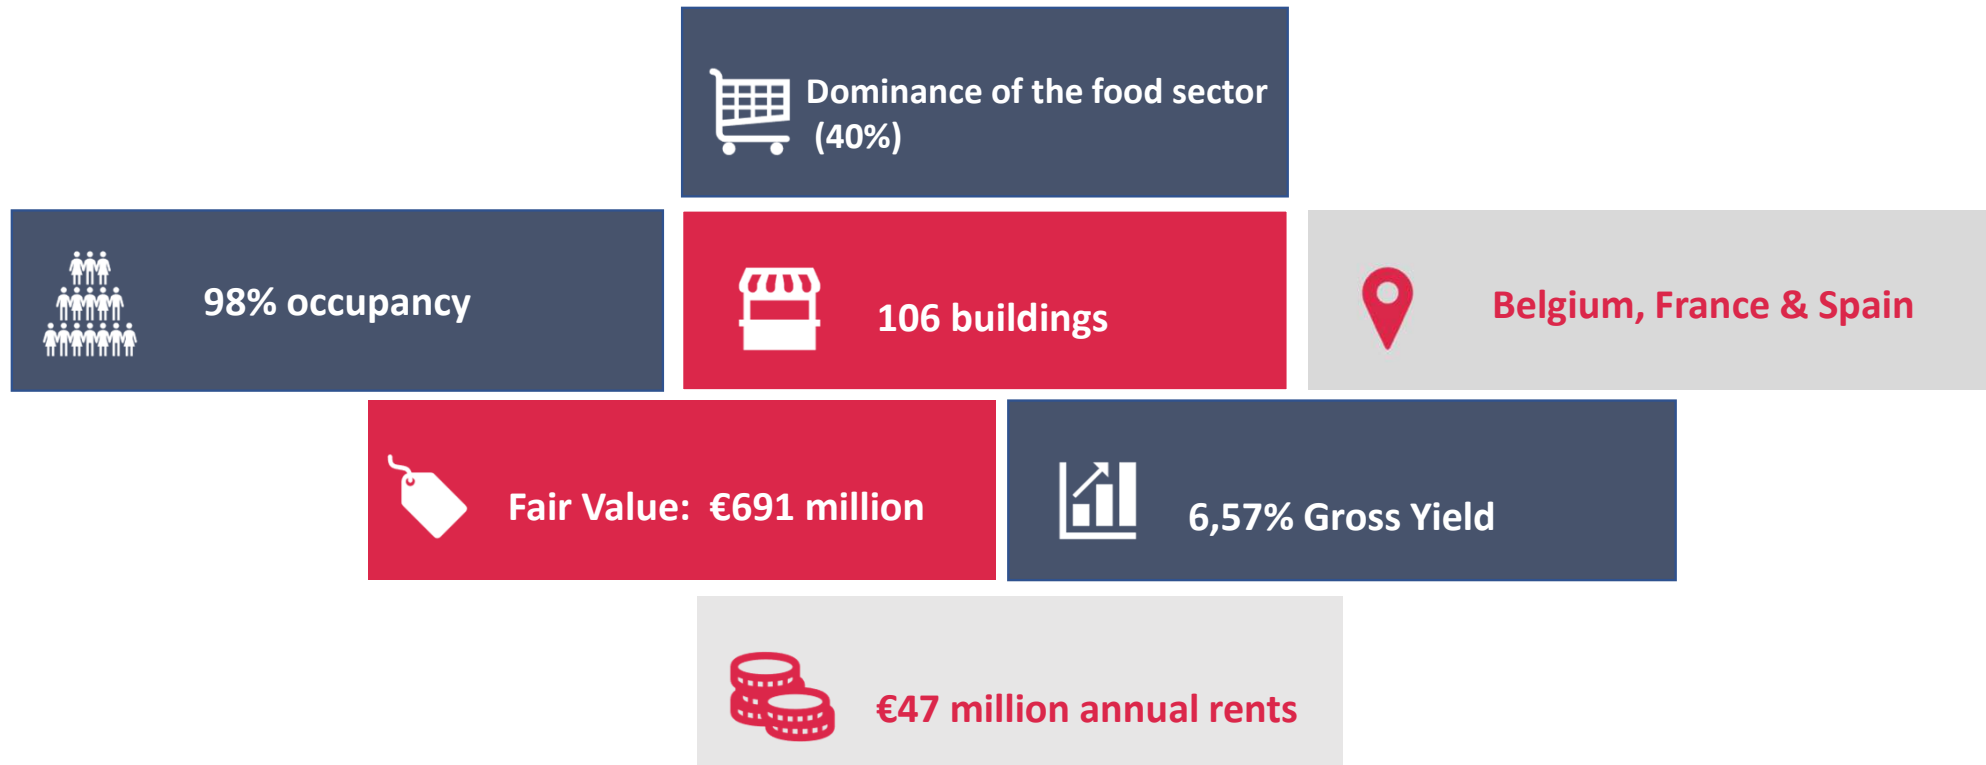 Dominance of the food sector
(40%)
98% occupancy
106 buildings
Belgium, France & Spain
Fair Value: €691 million
6,57% Gross Yield
€47 million annual rents